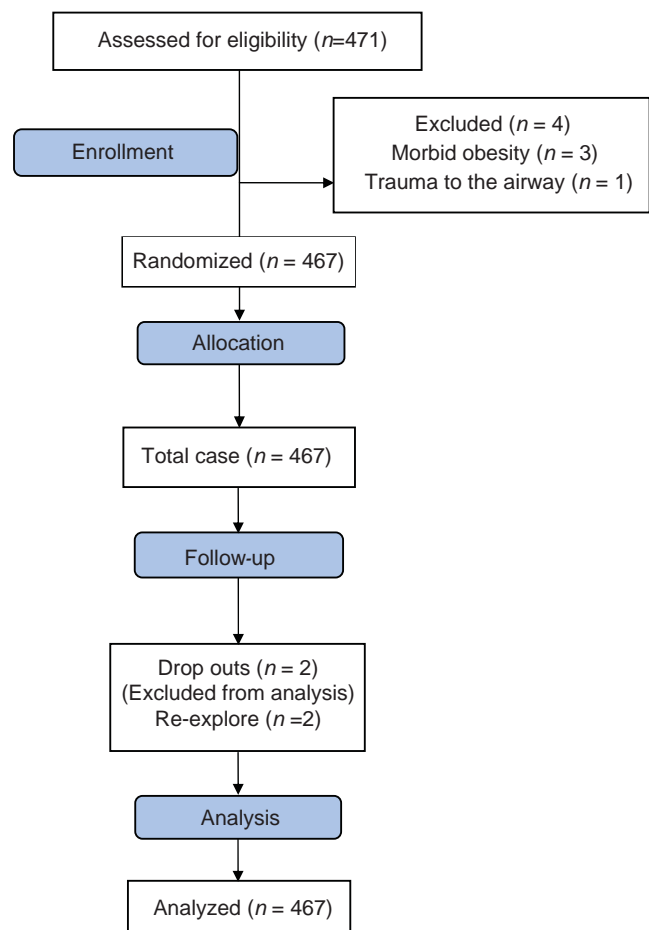 Assessed for eligibility (n=471)
Enrollment
Excluded (n = 4)
Morbid obesity (n = 3)
Trauma to the airway (n = 1)
Randomized (n = 467)
Allocation
Total case (n = 467)
Follow-up
Drop outs (n = 2)
(Excluded from analysis)
Re-explore (n =2)
Analysis
Analyzed (n = 467)